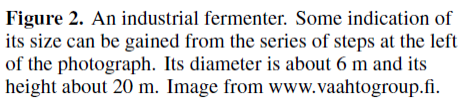 Figure 2. An industrial fermenter. Some indication of
its size can be gained from the series of steps at the left
of the photograph. Its diameter is about 6 m and its
height about 20 m. Image from www.vaahtogroup.fi.